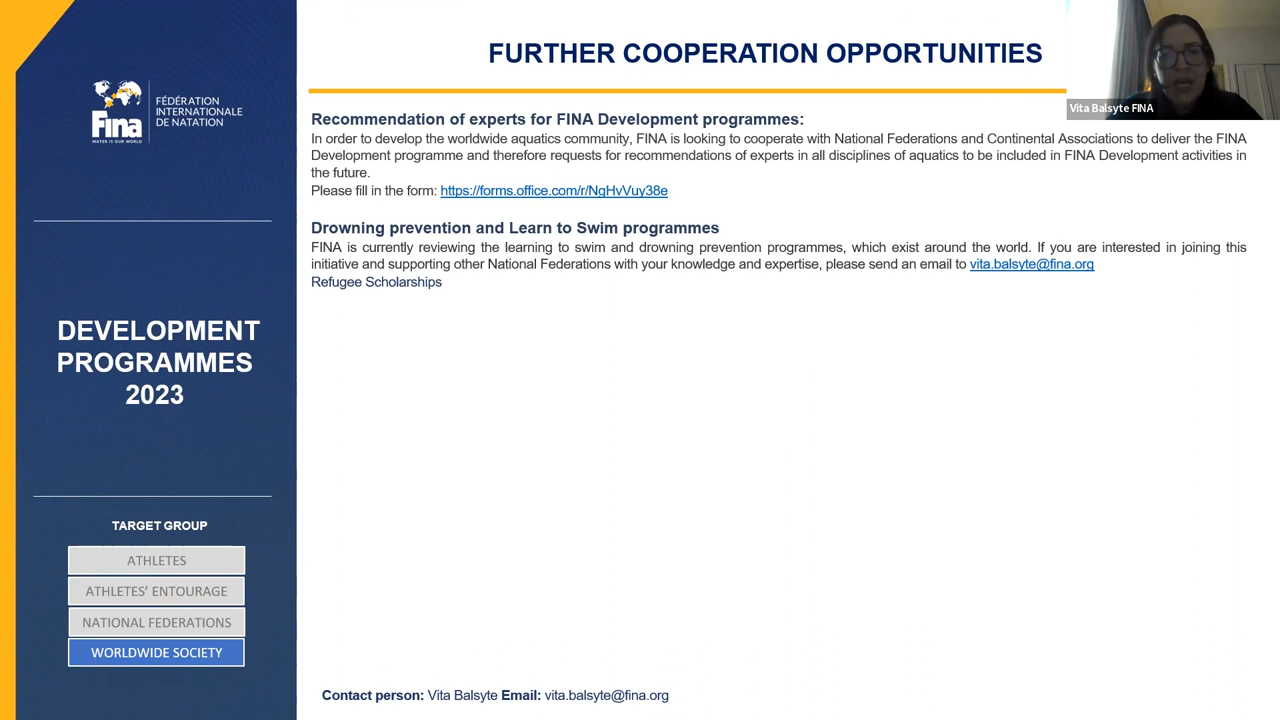 Fina
WATER IS OUR WORLD
FÉDÉRATION
INTERNATIONALE
DE NATATION
DEVELOPMENT
PROGRAMMES
2023
TARGET GROUP
ATHLETES
ATHLETES’ ENTOURAGE
NATIONAL FEDERATIONS
WORLDWIDE SOCIETY
FURTHER COOPERATION OPPORTUNITIES
Vita Balsyte FINA
Recommendation of experts for FINA Development programmes:
In order to develop the worldwide aquatics community, FINA is looking to cooperate with National Federations and Continental Associations to deliver the FINA
Development programme and therefore requests for recommendations of experts in all disciplines of aquatics to be included in FINA Development activities in
the future.
Please fill in the form: https://forms.office.com/r/NgHvVuy38e
Drowning prevention and Learn to Swim programmes
FINA is currently reviewing the learning to swim and drowning prevention programmes, which exist around the world. If you are interested in joining this
initiative and supporting other National Federations with your knowledge and expertise, please send an email to vita.balsyte@fina.org
Refugee Scholarships
Contact person: Vita Balsyte Email: vita.balsyte@fina.org